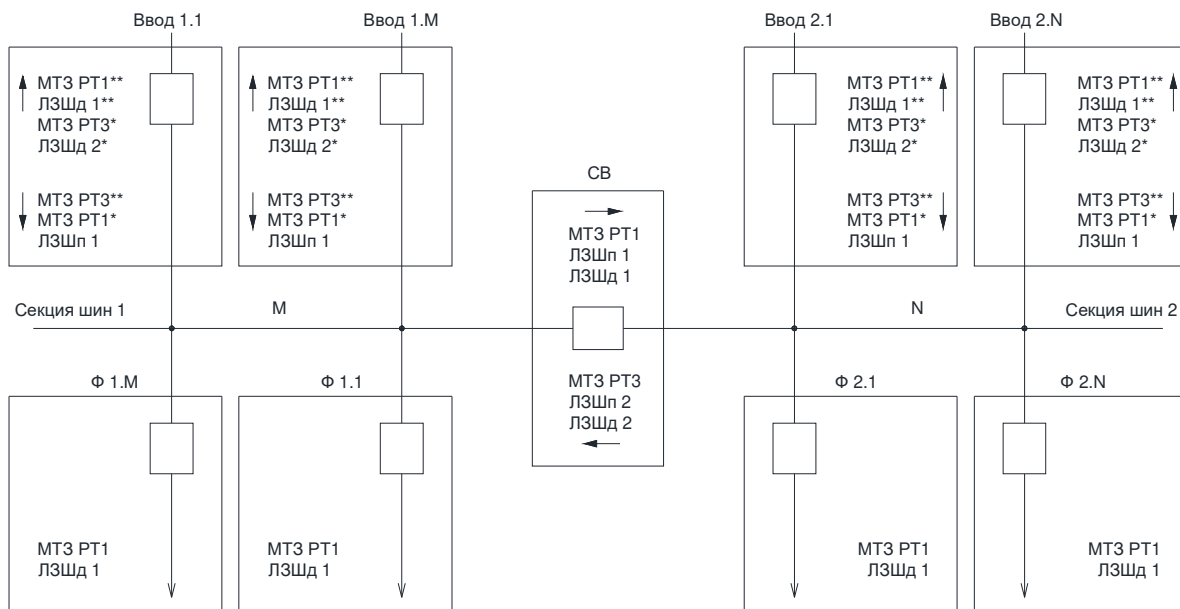 Ввод 1.1
Ввод 1.M
Ввод 2.1
Ввод 2.N
МТЗ РТ1**
ЛЗШд 1**
МТЗ РТ3*
ЛЗШд 2*
МТЗ РТ3**
МТЗ РТ1*
ЛЗШп 1
МТЗ РТ1**
ЛЗШд 1**
МТЗ РТ3*
ЛЗШд 2*
МТЗ РТ3**
МТЗ РТ1*
ЛЗШп 1
СВ
МТЗ РТ1
ЛЗШп 1
ЛЗШд 1
МТЗ РТ3
ЛЗШп 2
ЛЗШд 2
МТЗ РТ1**
ЛЗШд 1**
МТЗ РТ3*
ЛЗШд 2*
МТЗ РТ3**
МТЗ РТ1*
ЛЗШп 1
МТЗ РТ1**
ЛЗШд 1**
МТЗ РТ3*
ЛЗШд 2*
МТЗ РТ3**
МТЗ РТ1*
ЛЗШп 1
Секция шин 1
M
N
Секция шин 2
Ф 1.M
Ф 1.1
Ф 2.1
Ф 2.N
МТЗ РТ1
ЛЗШд 1
МТЗ РТ1
ЛЗШд 1
МТЗ РТ1
ЛЗШд 1
МТЗ РТ1
ЛЗШд 1